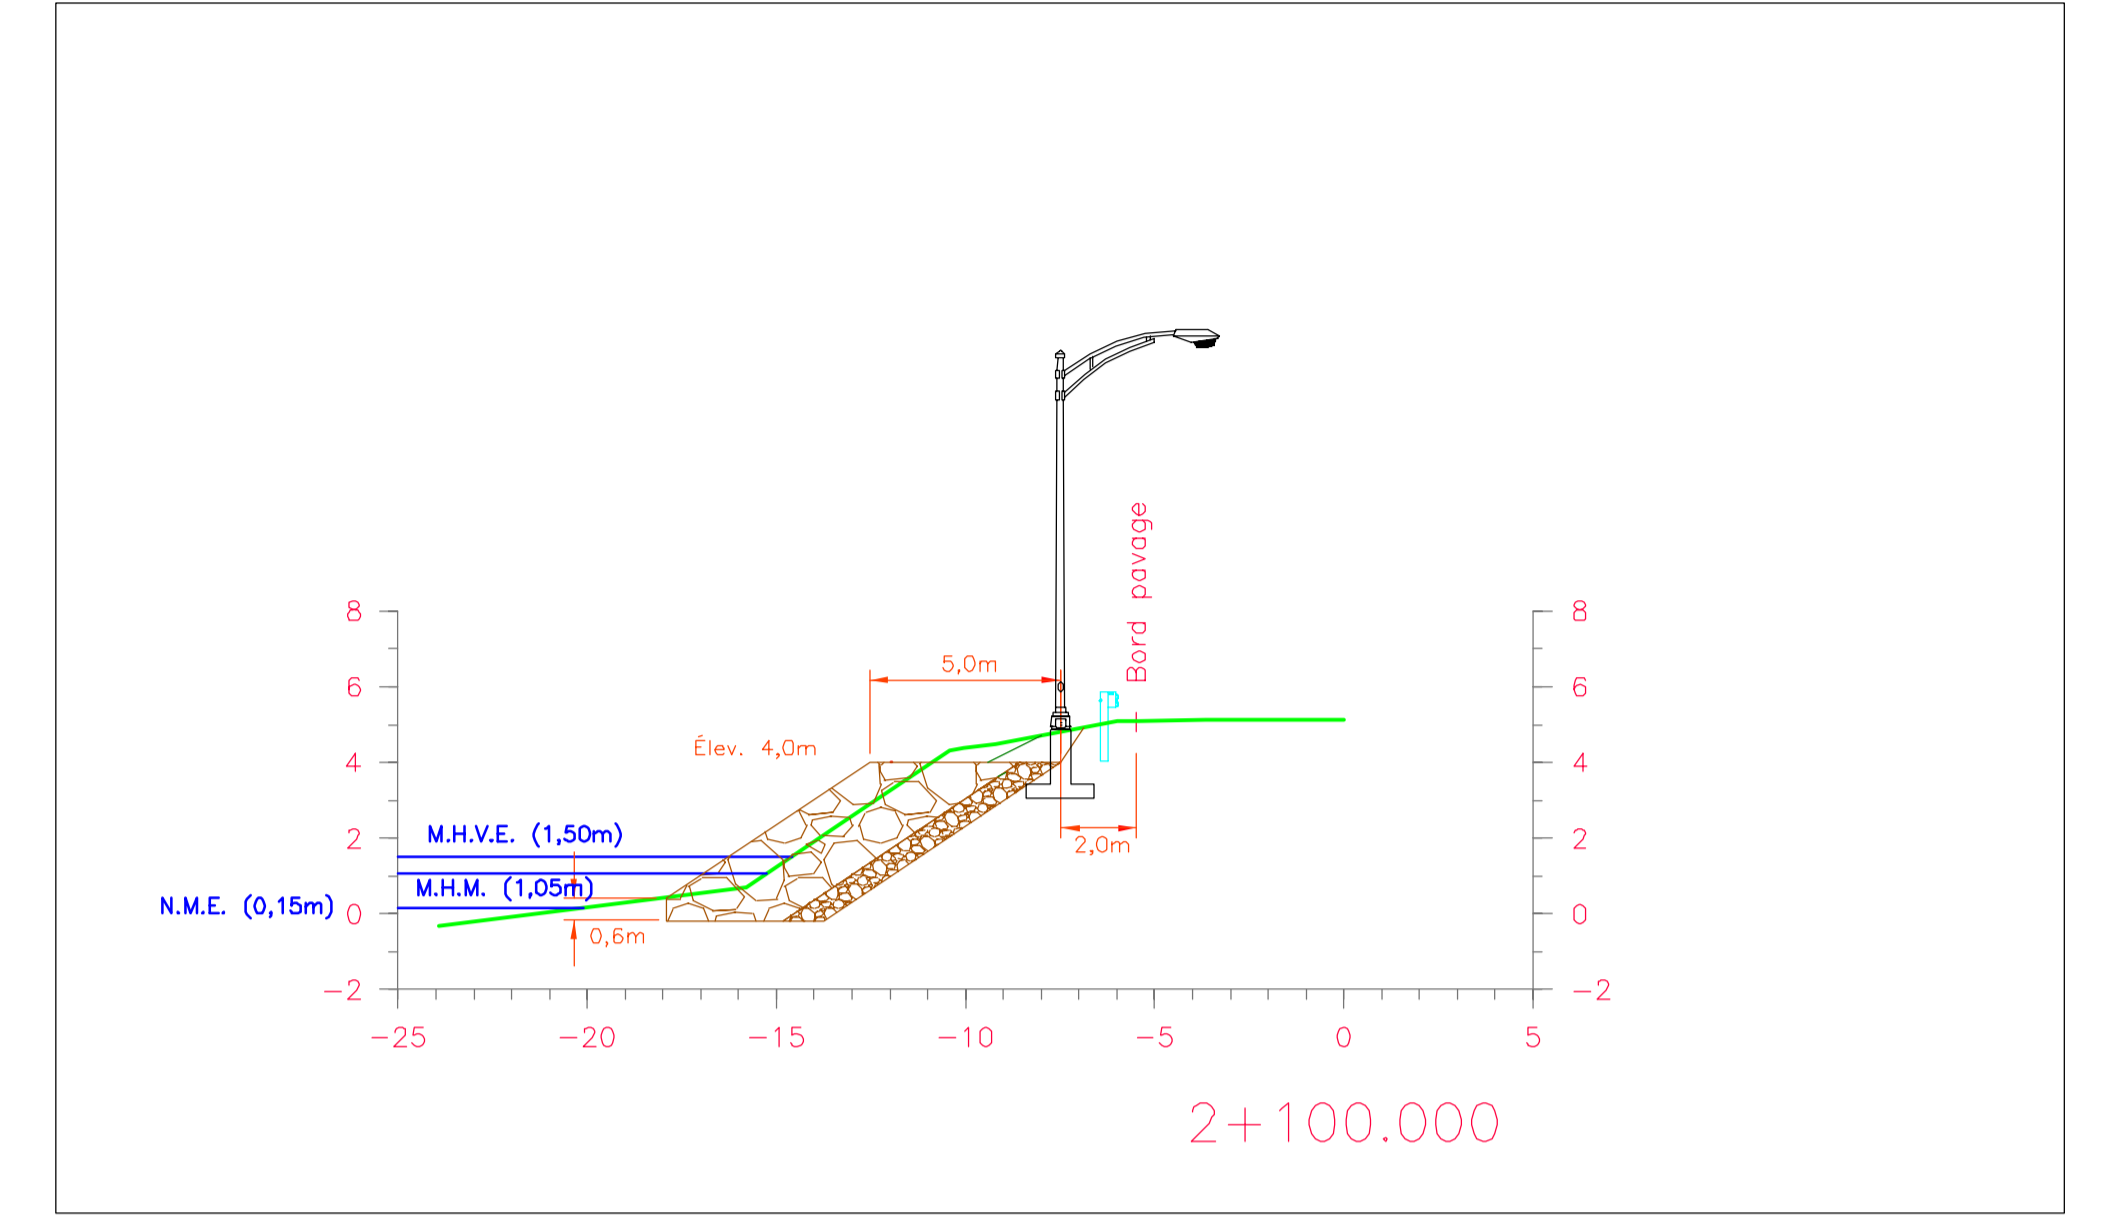 Bord pavage
8
8
5,0m
6
6
Élev. 4,0m
4
4
M.H.V.E. (1,50m)
2
2
2,0m
M.H.M. (1,05m)
N.M.E. (0,15m)
0
0
0,6m
-2
-2
-25 -20 -15 -10 -5 0 5
2+100.000